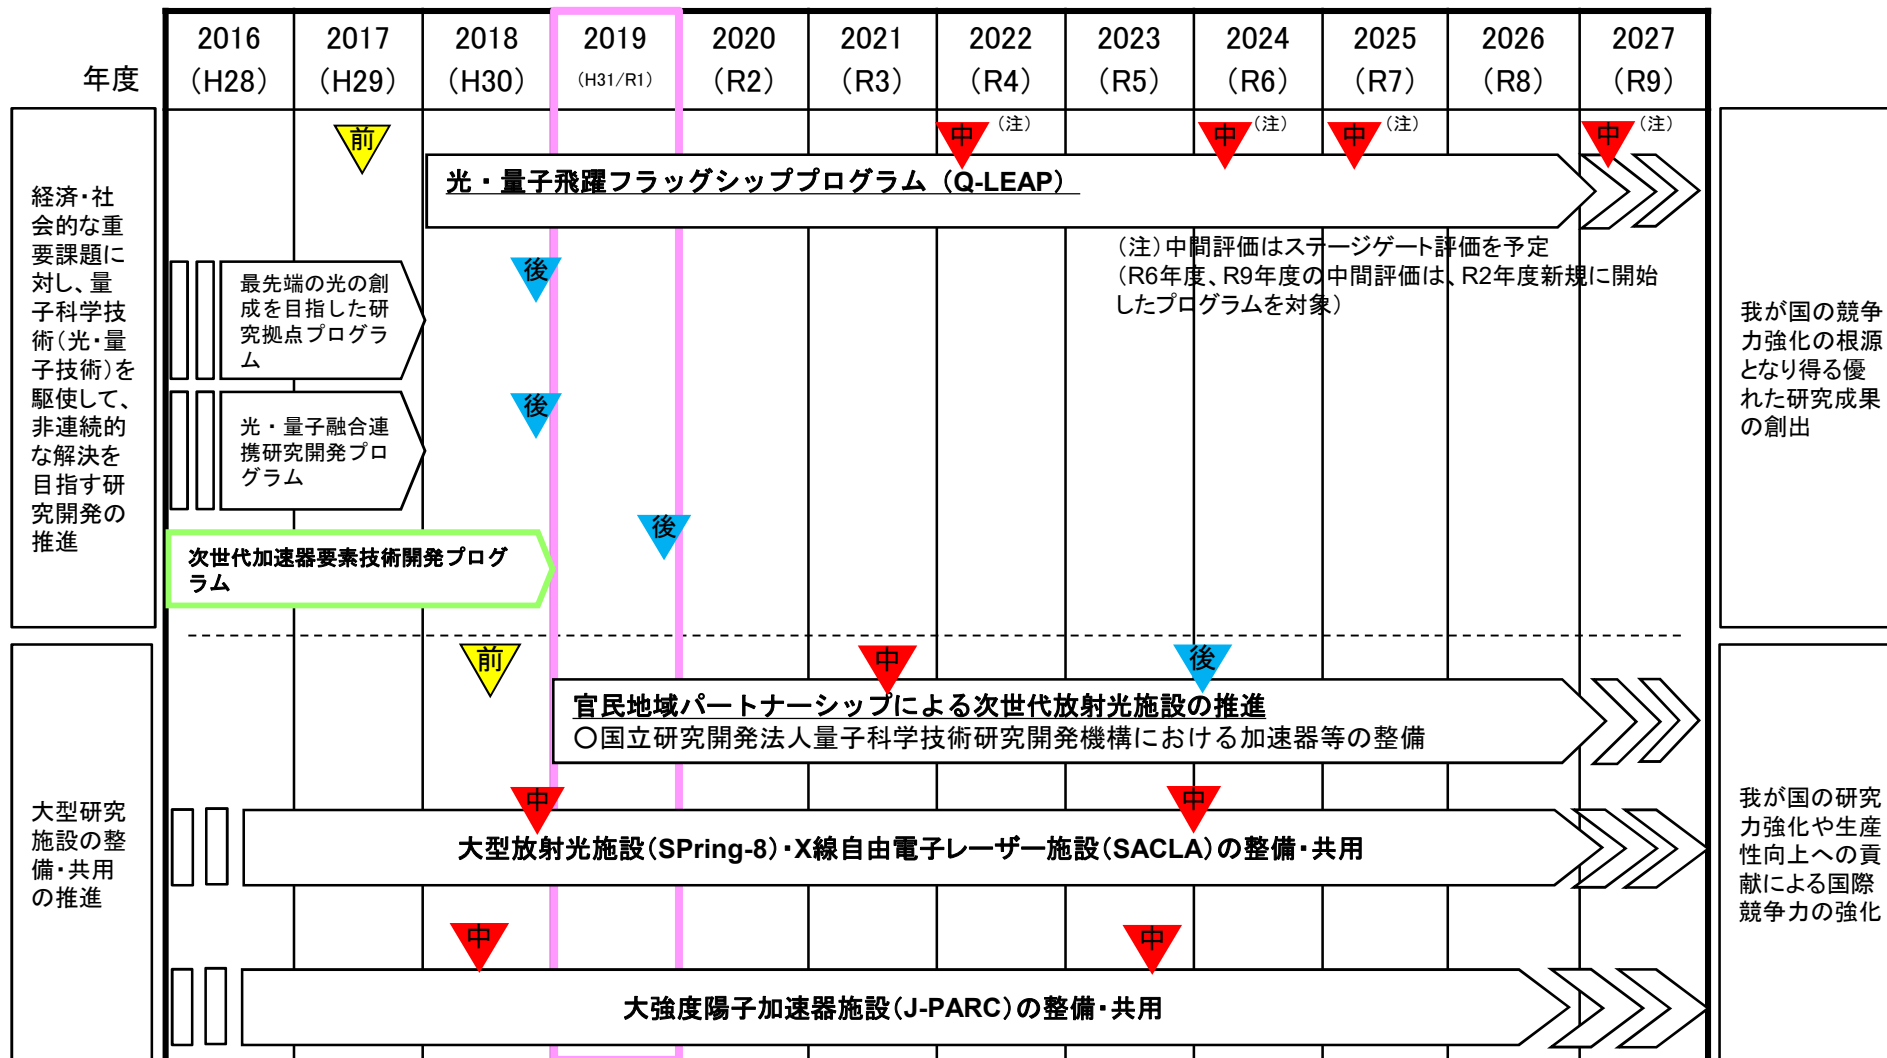 年度
2016
(H28)
2017
(H29)
2018
(H30)
2019
(H31/R1)
2020
(R2)
2021
(R3)
2022
(R4)
2023
(R5)
2024
(R6)
2025
(R7)
2026
(R8)
2027
(R9)
経済・社
会的な重
要課題に
対し、量
子科学技
術(光・量
子技術)を
駆使して、
非連続的
な解決を
目指す研
究開発の
推進
前
中
(注)
中
(注)
中
(注)
中
(注)
光・量子飛躍フラッグシッププログラム(Q-LEAP)
(注)中間評価はステージゲート評価を予定
(R6年度、R9年度の中間評価は、R2年度新規に開始
したプログラムを対象)
後
最先端の光の創
成を目指した研
究拠点プログラ
ム
後
光・量子融合連
携研究開発プロ
グラム
後
次世代加速器要素技術開発プログ
ラム
我が国の競争
力強化の根源
となり得る優
れた研究成果
の創出
大型研究
施設の整
備・共用
の推進
前
中
後
官民地域パートナーシップによる次世代放射光施設の推進
○国立研究開発法人量子科学技術研究開発機構における加速器等の整備
中
中
大型放射光施設(SPring-8)・X線自由電子レーザー施設(SACLA)の整備・共用
中
中
大強度陽子加速器施設(J-PARC)の整備・共用
我が国の研究
力強化や生産
性向上への貢
献による国際
競争力の強化